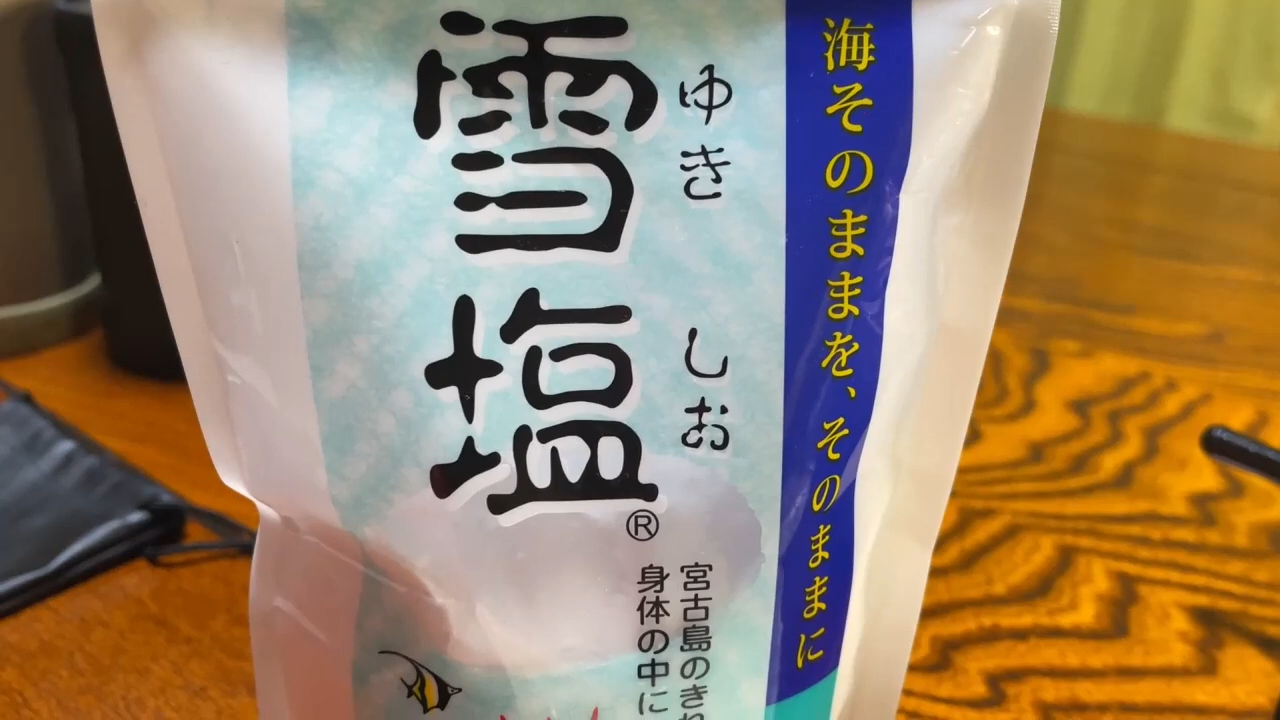 海そのままを、そのままに
ゆき しお
雪塩®
宮古島のきれ
身体の中に